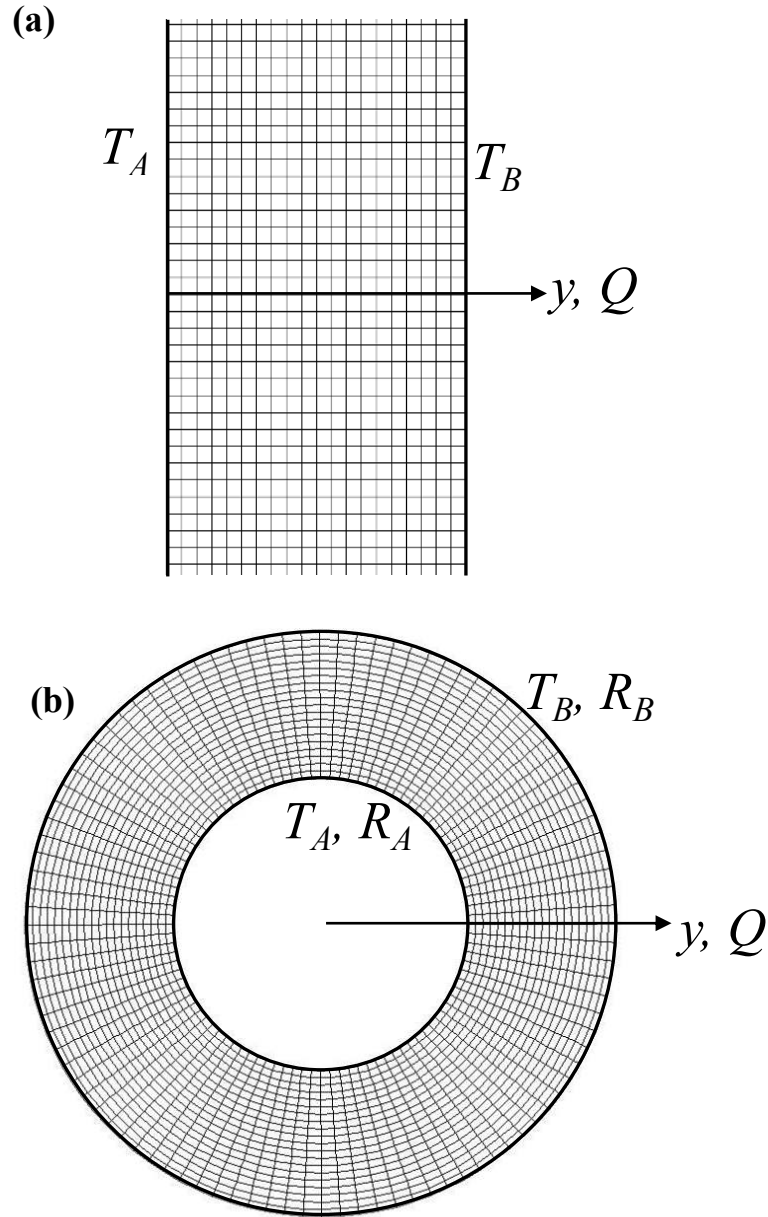 (a)
T_A
T_B
y, Q
(b)
T_B, R_B
T_A, R_A
y, Q